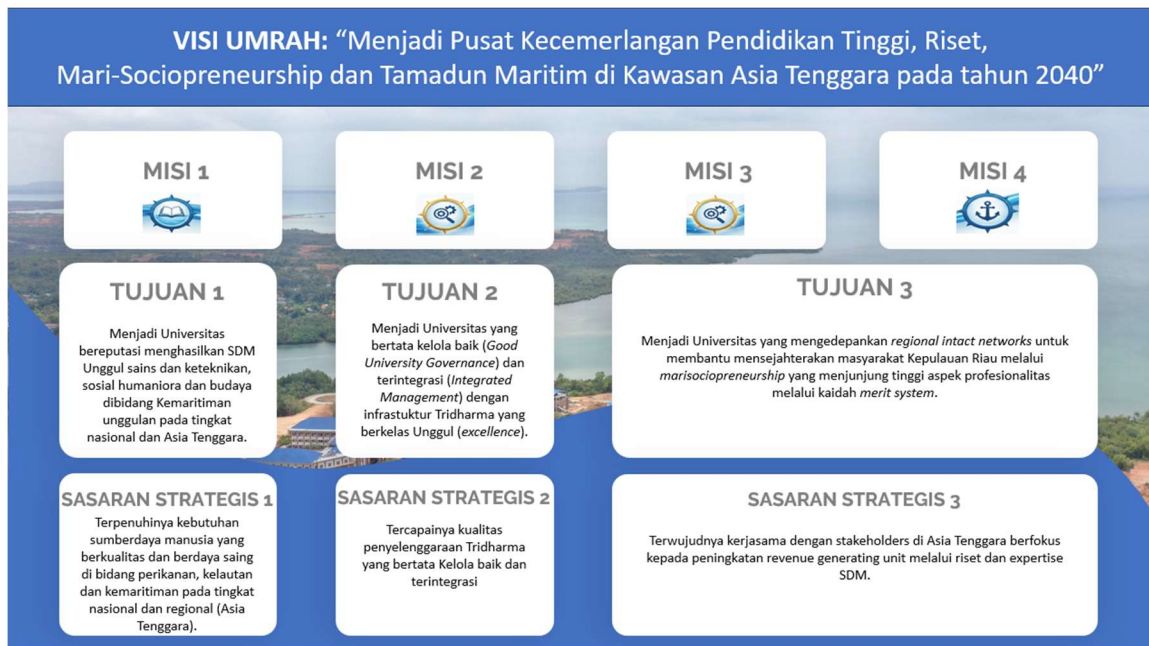 VISI UMRAH: “Menjadi Pusat Kecemerlangan Pendidikan Tinggi, Riset,
Mari-Sociopreneurship dan Tamadun Maritim di Kawasan Asia Tenggara pada tahun 2040”
MISI 1
MISI 2
MISI 3
MISI 4
TUJUAN 1
Menjadi Universitas
bereputasi menghasilkan SDM
Unggul sains dan keteknikan,
sosial humaniora dan budaya
dibidang Kemaritiman
unggulan pada tingkat
nasional dan Asia Tenggara.
TUJUAN 2
Menjadi Universitas yang
bertata kelola baik (Good
University Governance) dan
terintegrasi (Integrated
Management) dengan
infrastuktur Tridharma yang
berkelas Unggul (excellence).
TUJUAN 3
Menjadi Universitas yang mengedepankan regional intact networks untuk
membantu mensejahterakan masyarakat Kepulauan Riau melalui
marisociopreneurship yang menjunjung tinggi aspek profesionalitas
melalui kaidah merit system.
SASARAN STRATEGIS 1
Terpenuhinya kebutuhan
sumberdaya manusia yang
berkualitas dan berdaya saing
di bidang perikanan, kelautan
dan kemaritiman pada tingkat
nasional dan regional (Asia
Tenggara).
SASARAN STRATEGIS 2
Tercapainya kualitas
penyelenggaraan Tridharma
yang bertata Kelola baik dan
terintegrasi
SASARAN STRATEGIS 3
Terwujudnya kerjasama dengan stakeholders di Asia Tenggara berfokus
kepada peningkatan revenue generating unit melalui riset dan expertise
SDM.